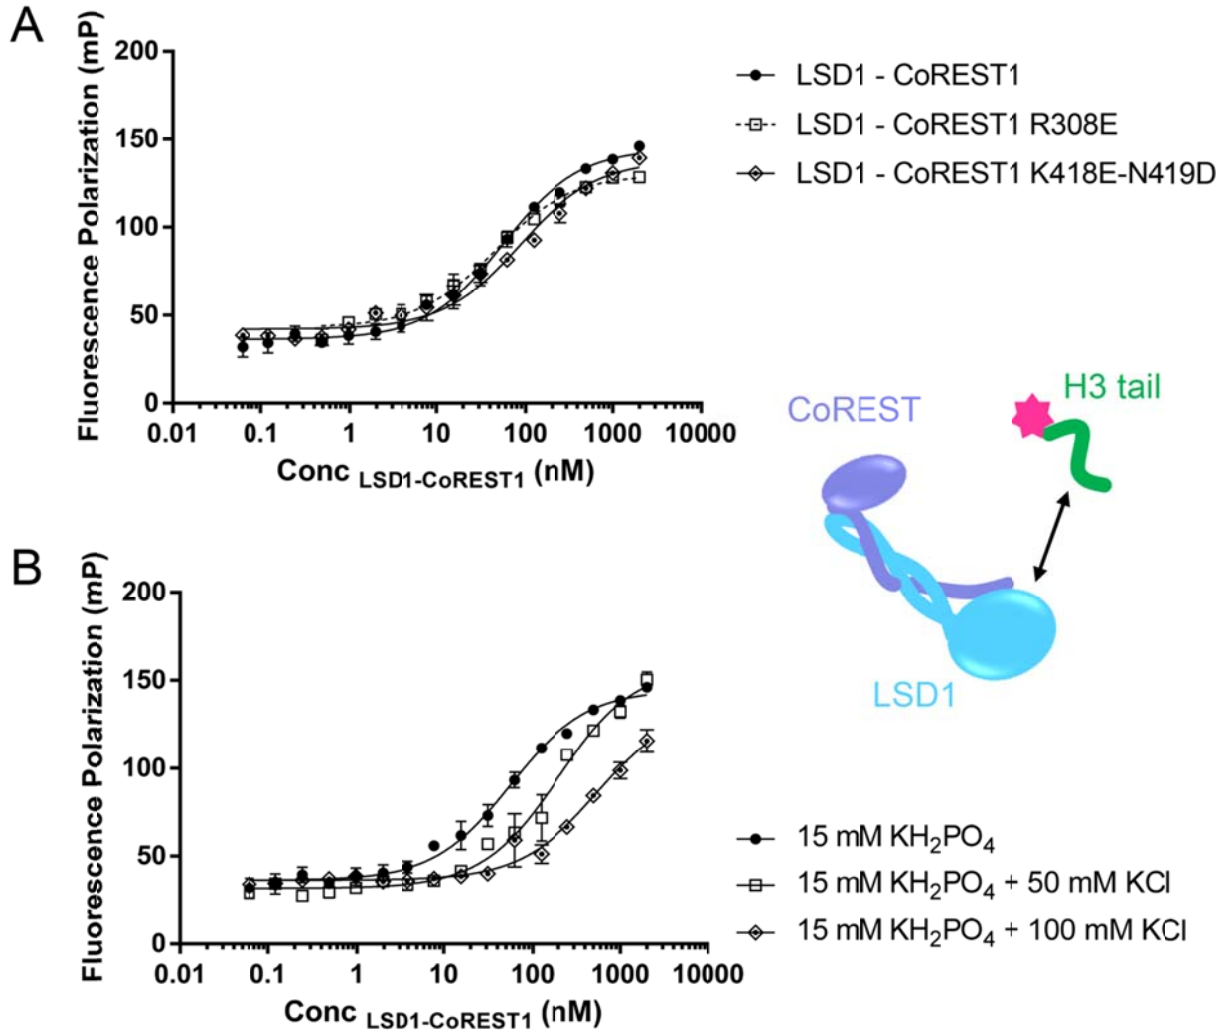 A
Fluorescence Polarization (mP)
200
150
100
50
0
0.01 0.1 1 10 100 1000 10000
Conc LSD1-CoREST1 (nM)
LSD1 - CoREST1
LSD1 - CoREST1 R308E
LSD1 - CoREST1 K418E-N419D
CoREST
H3 tail
LSD1
B
Fluorescence Polarization (mP)
200
150
100
50
0
0.01 0.1 1 10 100 1000 10000
Conc LSD1-CoREST1 (nM)
15 mM KH₂PO₄
15 mM KH₂PO₄ + 50 mM KCl
15 mM KH₂PO₄ + 100 mM KCl